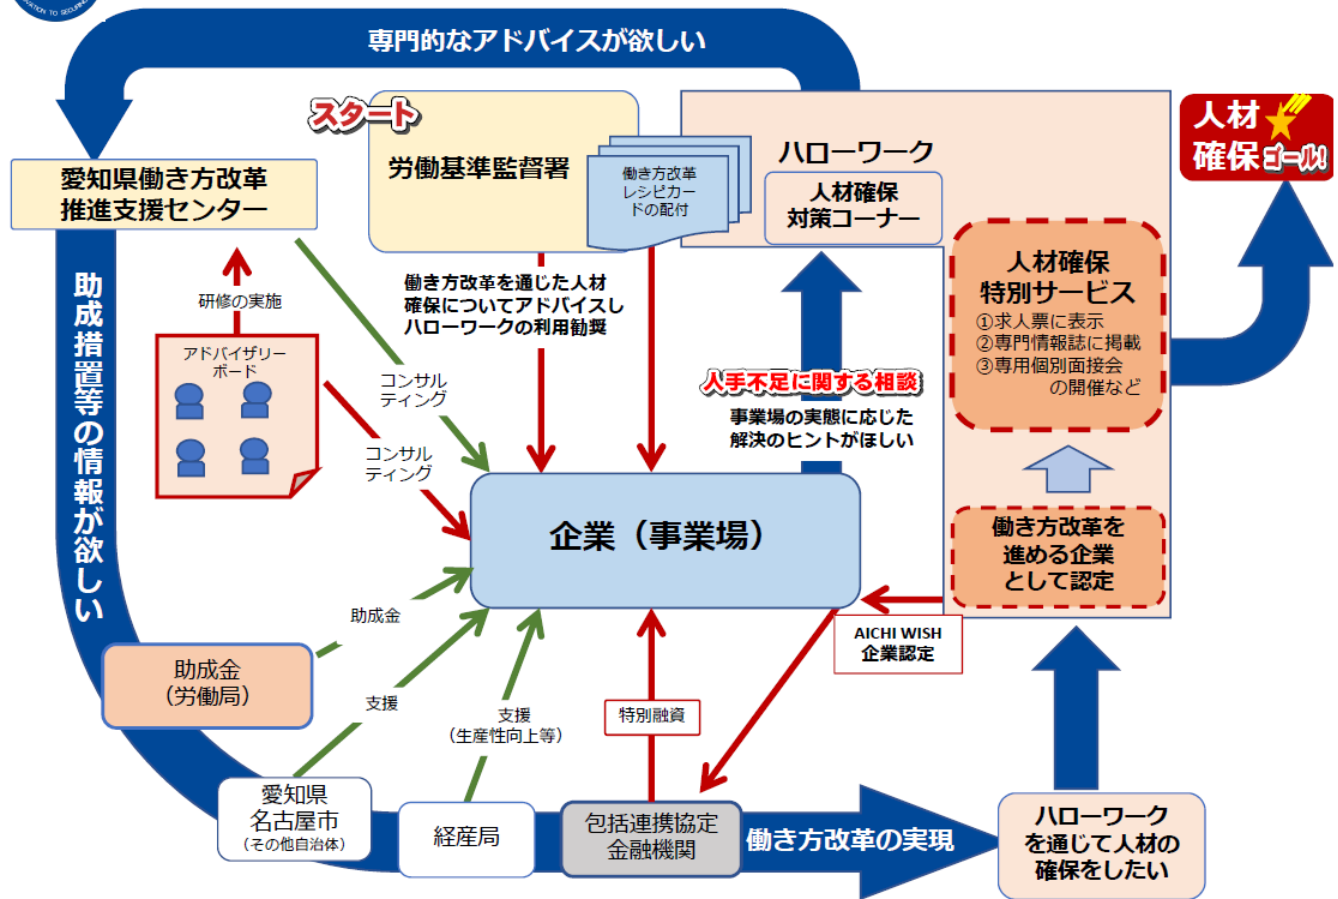 TION TO SECURING
専門的なアドバイスが欲しい
スタート
労働基準監督署
働き方改革
レシピカー
ドの配付
ハローワーク
人材確保
対策コーナー
人材
確保
ゴール!
愛知県働き方改革
推進支援センター
働き方改革を通じた人材
確保についてアドバイスし
ハローワークの利用勧奨
人材確保
特別サービス
①求人票に表示
②専門情報誌に掲載
③専用個別面接会
の開催など
研修の実施
アドバイザリー
ボード
コンサル
ティング
コンサル
ティング
人手不足に関する相談
事業場の実態に応じた
解決のヒントがほしい
助成措置等の情報が欲しい
企業（事業場）
働き方改革を
進める企業
として認定
AICHI WISH
企業認定
助成金
助成金
（労働局）
支援
支援
（生産性向上等）
特別融資
愛知県
名古屋市
（その他自治体）
経産局
包括連携協定
金融機関
働き方改革の実現
ハローワーク
を通じて人材の
確保をしたい